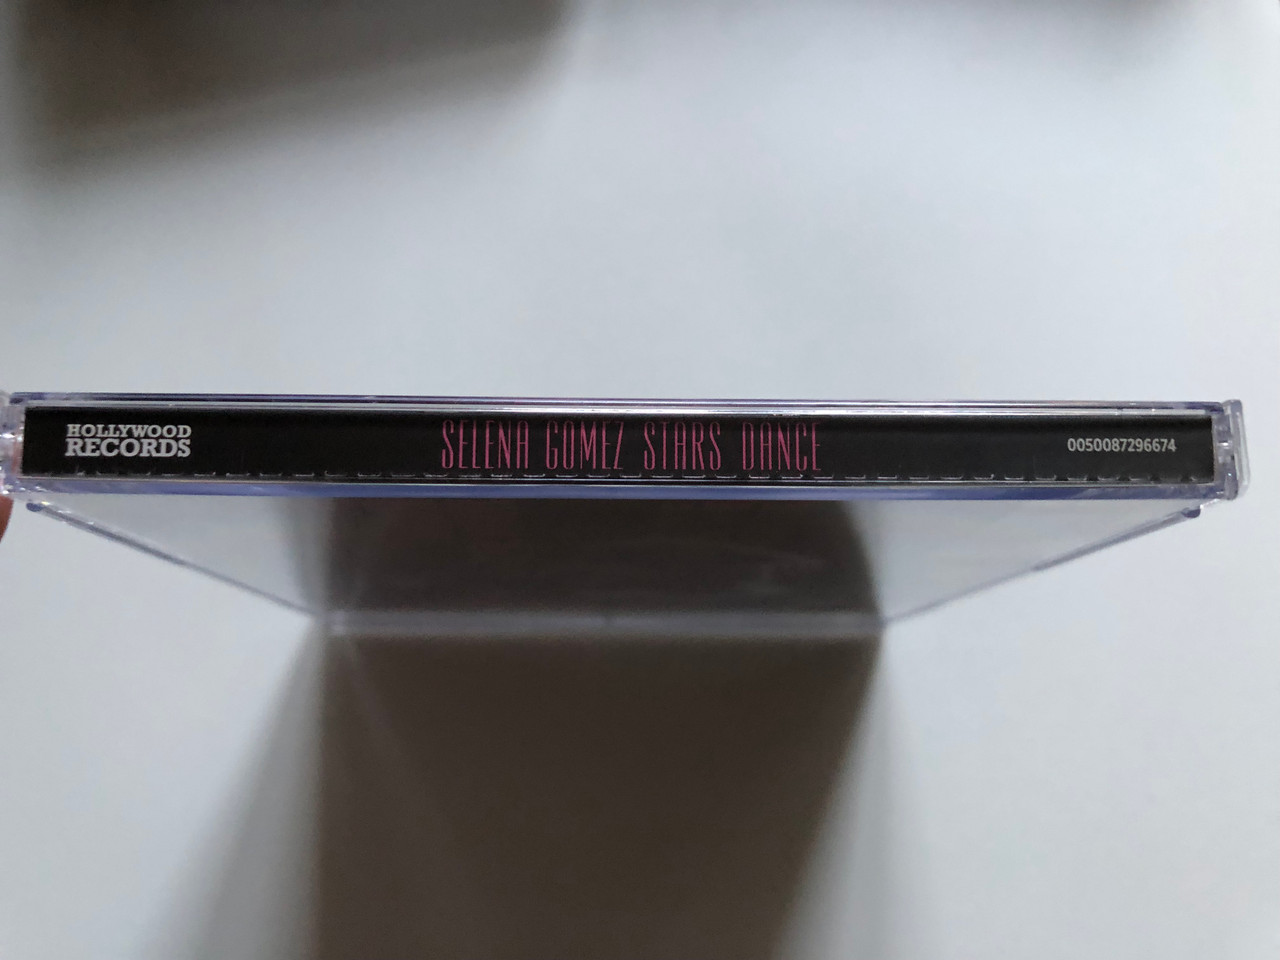 HOLLYWOOD
RECORDS
SELENA GOMEZ STARS DANCE
0050087296674